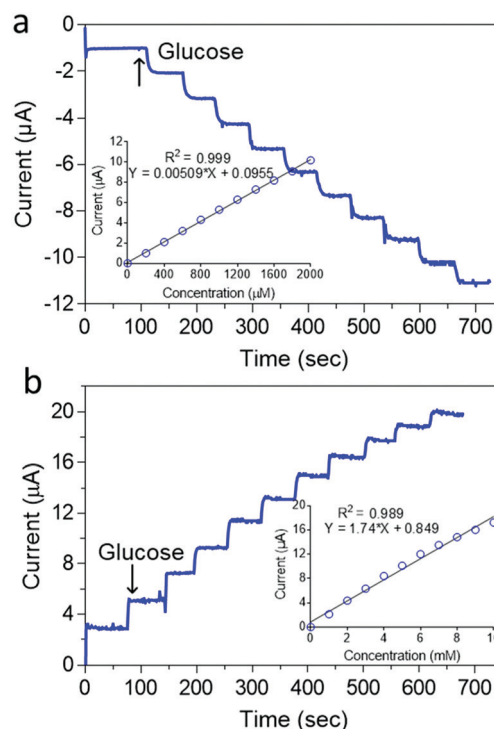 a
0
-2
-4
-6
-8
-10
-12
Current (µA)
Glucose
12
10
8
6
4
2
0
Current (µA)
R² = 0.999
Y = 0.00509*X + 0.0955
0 400 800 1200 1600 2000
Concentration (µM)
0 100 200 300 400 500 600 700
Time (sec)
b
20
16
12
8
4
0
Current (µA)
Glucose
20
16
12
8
4
0
Current (µA)
R² = 0.989
Y = 1.74*X + 0.849
0 2 4 6 8 10
Concentration (mM)
0 100 200 300 400 500 600 700
Time (sec)